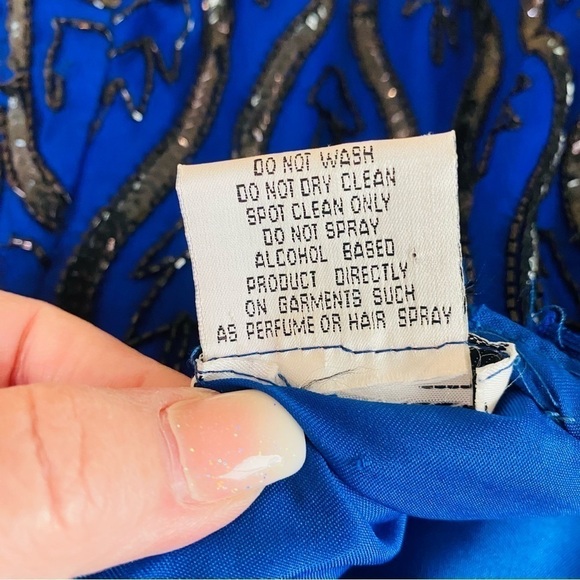 DO NOT WASH
DO NOT DRY CLEAN
SPOT CLEAN ONLY
DO NOT SPRAY
ALCOHOL BASED
PRODUCT DIRECTLY
ON GARMENTS SUCH
AS PERFUME OR HAIR SPRAY